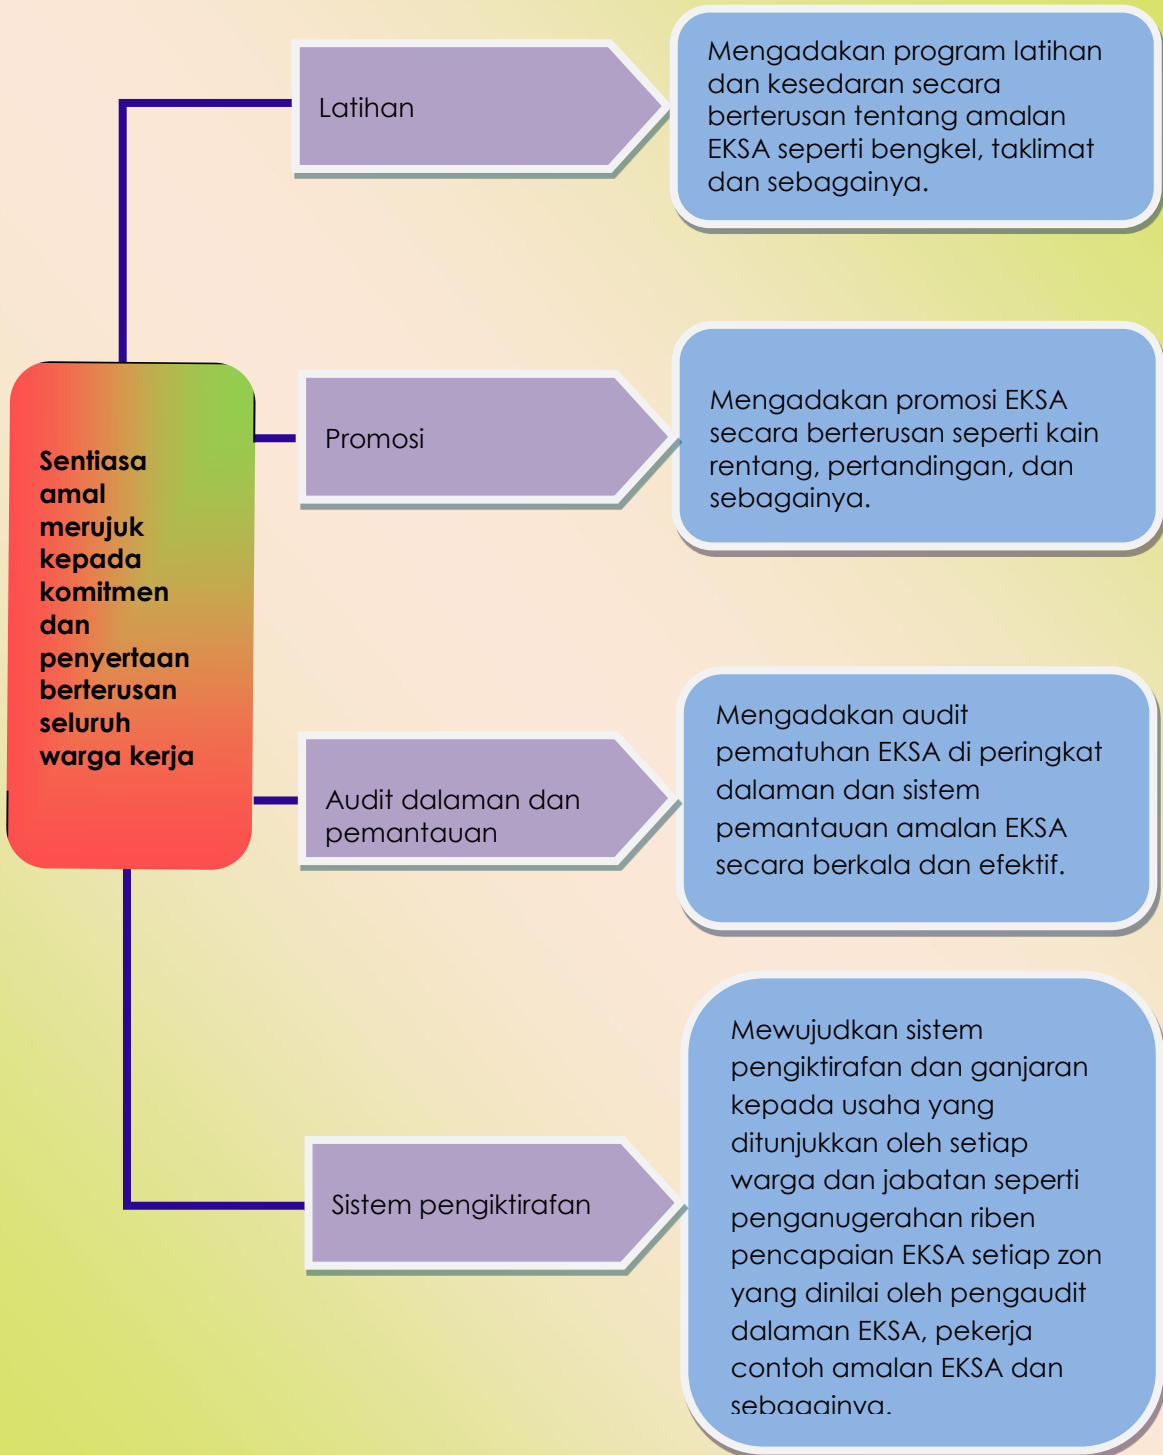 Latihan
Mengadakan program latihan
dan kesedaran secara
berterusan tentang amalan
EKSA seperti bengkel, taklimat
dan sebagainya.
Sentiasa
amal
merujuk
kepada
komitmen
dan
penyertaan
berterusan
seluruh
warga kerja
Promosi
Mengadakan promosi EKSA
secara berterusan seperti kain
rentang, pertandingan, dan
sebagainya.
Audit dalaman dan
pemantauan
Mengadakan audit
pematuhan EKSA di peringkat
dalaman dan sistem
pemantauan amalan EKSA
secara berkala dan efektif.
Sistem pengiktirafan
Mewujudkan sistem
pengiktirafan dan ganjaran
kepada usaha yang
ditunjukkan oleh setiap
warga dan jabatan seperti
penganugerahan riben
pencapaian EKSA setiap zon
yang dinilai oleh pengaudit
dalaman EKSA, pekerja
contoh amalan EKSA dan
sebagainya.